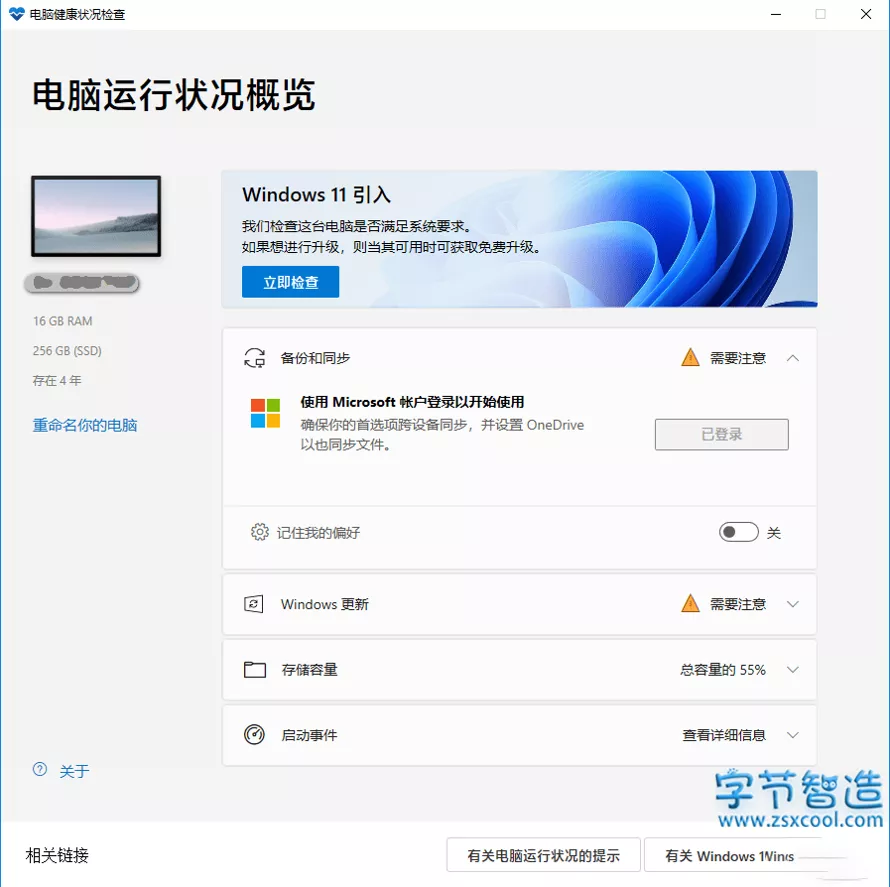 电脑健康状况检查
电脑运行状况概览
Windows 11 引入
我们检查这台电脑是否满足系统要求。
如果想进行升级，则当其可用时可获取免费升级。
立即检查
16 GB RAM
256 GB (SSD)
存在 4 年
重命名你的电脑
备份和同步
需要注意
使用 Microsoft 帐户登录以开始使用
确保你的首选项跨设备同步，并设置 OneDrive
以也同步文件。
已登录
记住我的偏好
关
Windows 更新
需要注意
存储容量
总容量的 55%
启动事件
查看详细信息
关于
字节智造
www.zsxcool.com
相关链接
有关电脑运行状况的提示
有关 Windows